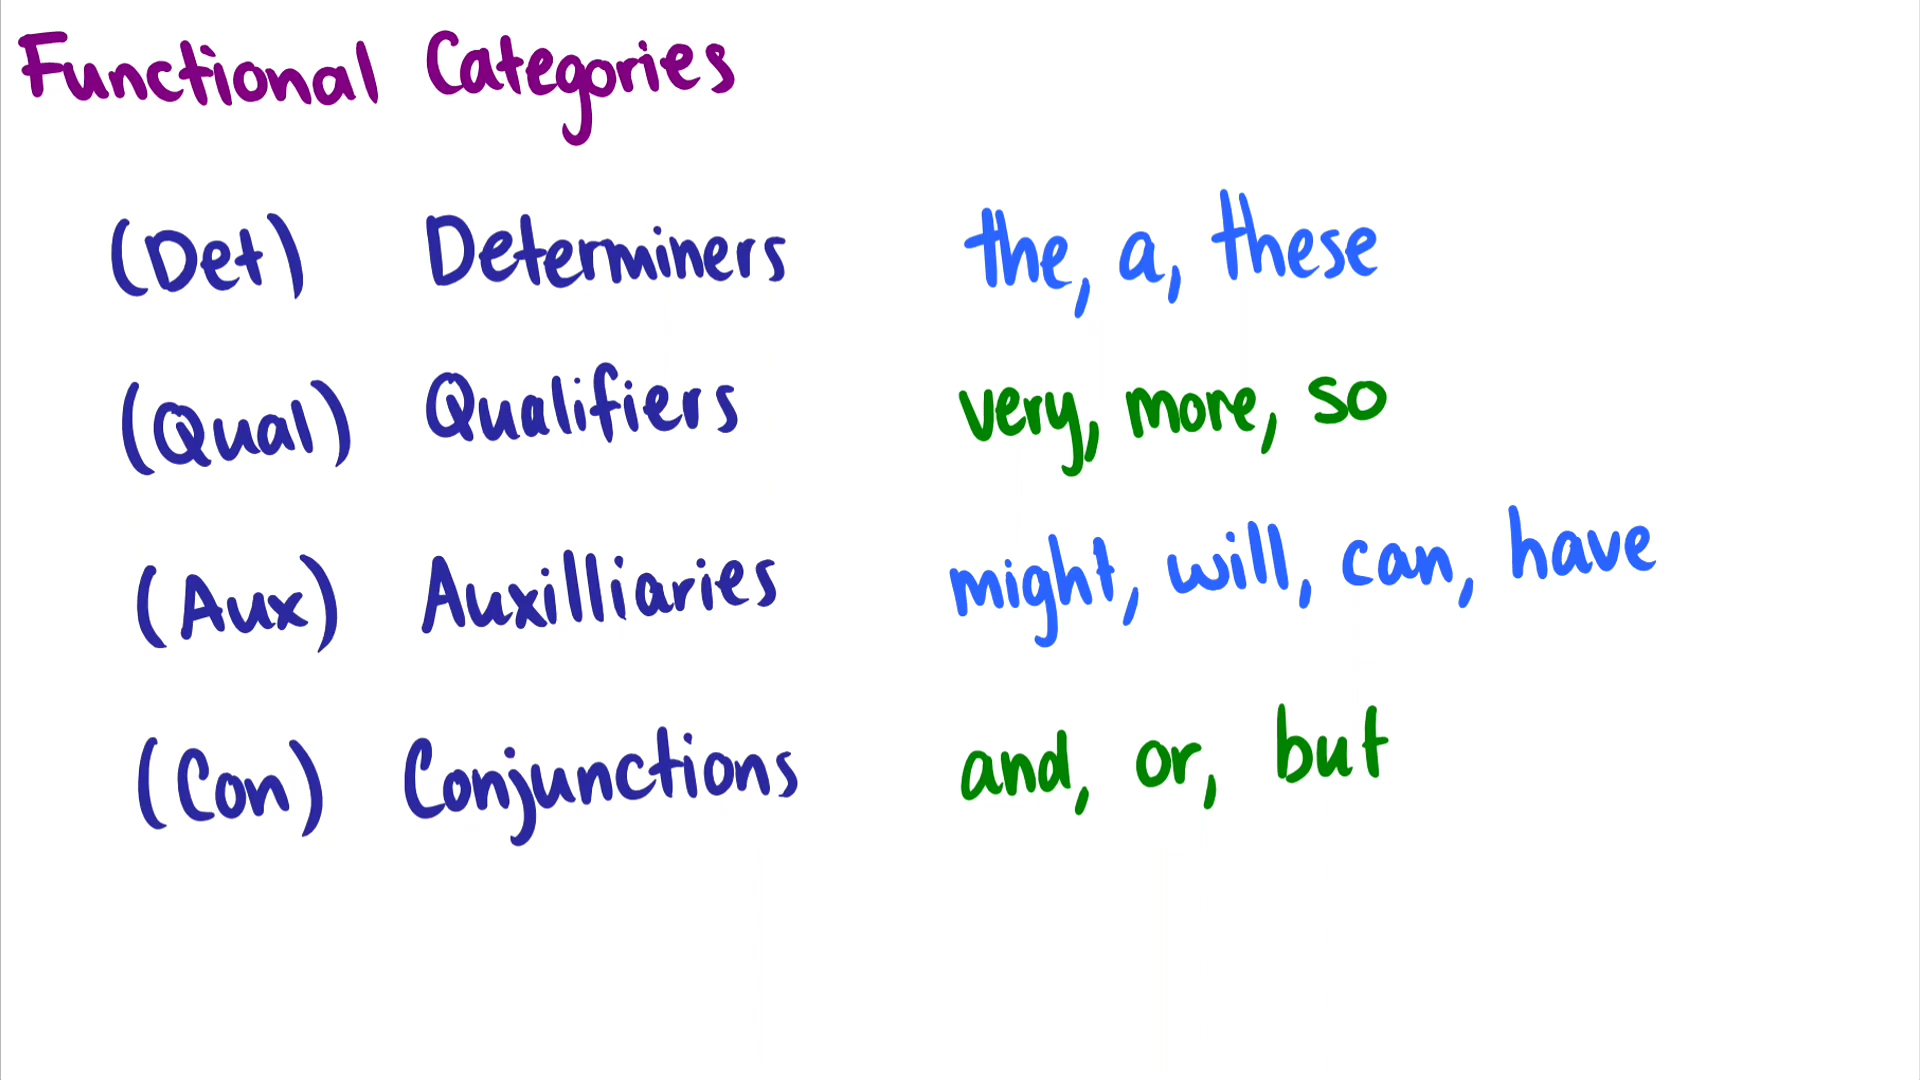 Functional Categories
(Det) Determiners the, a, these
(Qual) Qualifiers very, more, so
(Aux) Auxilliaries might, will, can, have
(Con) Conjunctions and, or, but